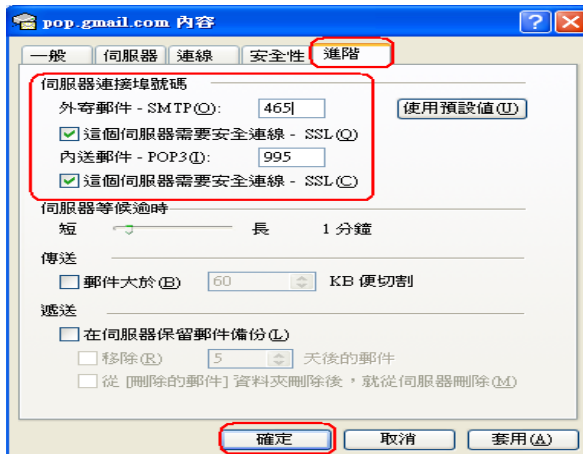 pop.gmail.com 內容
一般 伺服器 連線 安全性 進階
伺服器連接埠號碼
外寄郵件 - SMTP(O): 465 使用預設值(U)
這個伺服器需要安全連線 - SSL(Q)
內送郵件 - POP3(I): 995
這個伺服器需要安全連線 - SSL(C)
伺服器等候逾時
短 長 1 分鐘
傳送
郵件大於(B) 60 KB 便切割
遞送
在伺服器保留郵件備份(L)
移除(R) 5 天後的郵件
從 [刪除的郵件] 資料夾刪除後，就從伺服器刪除(M)
確定 取消 套用(A)